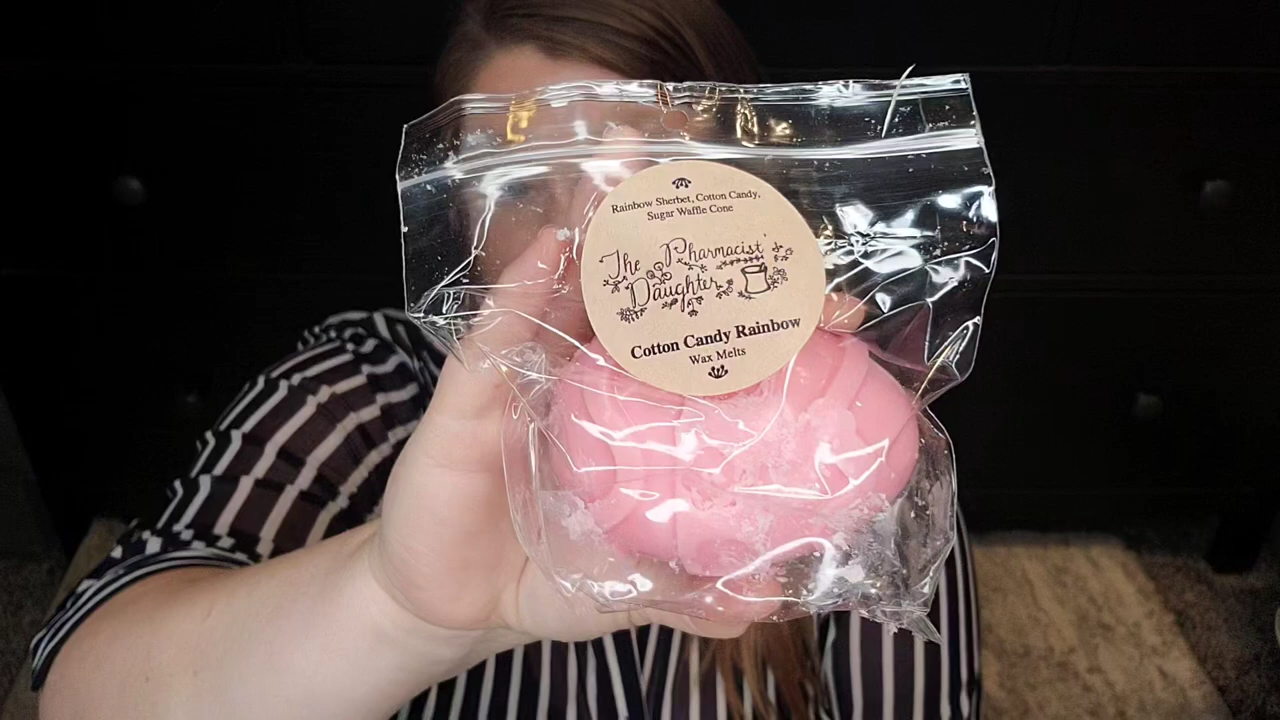 Rainbow Sherbet, Cotton Candy,
Sugar Waffle Cone
The Pharmacist's
Daughter
Cotton Candy Rainbow
Wax Melts